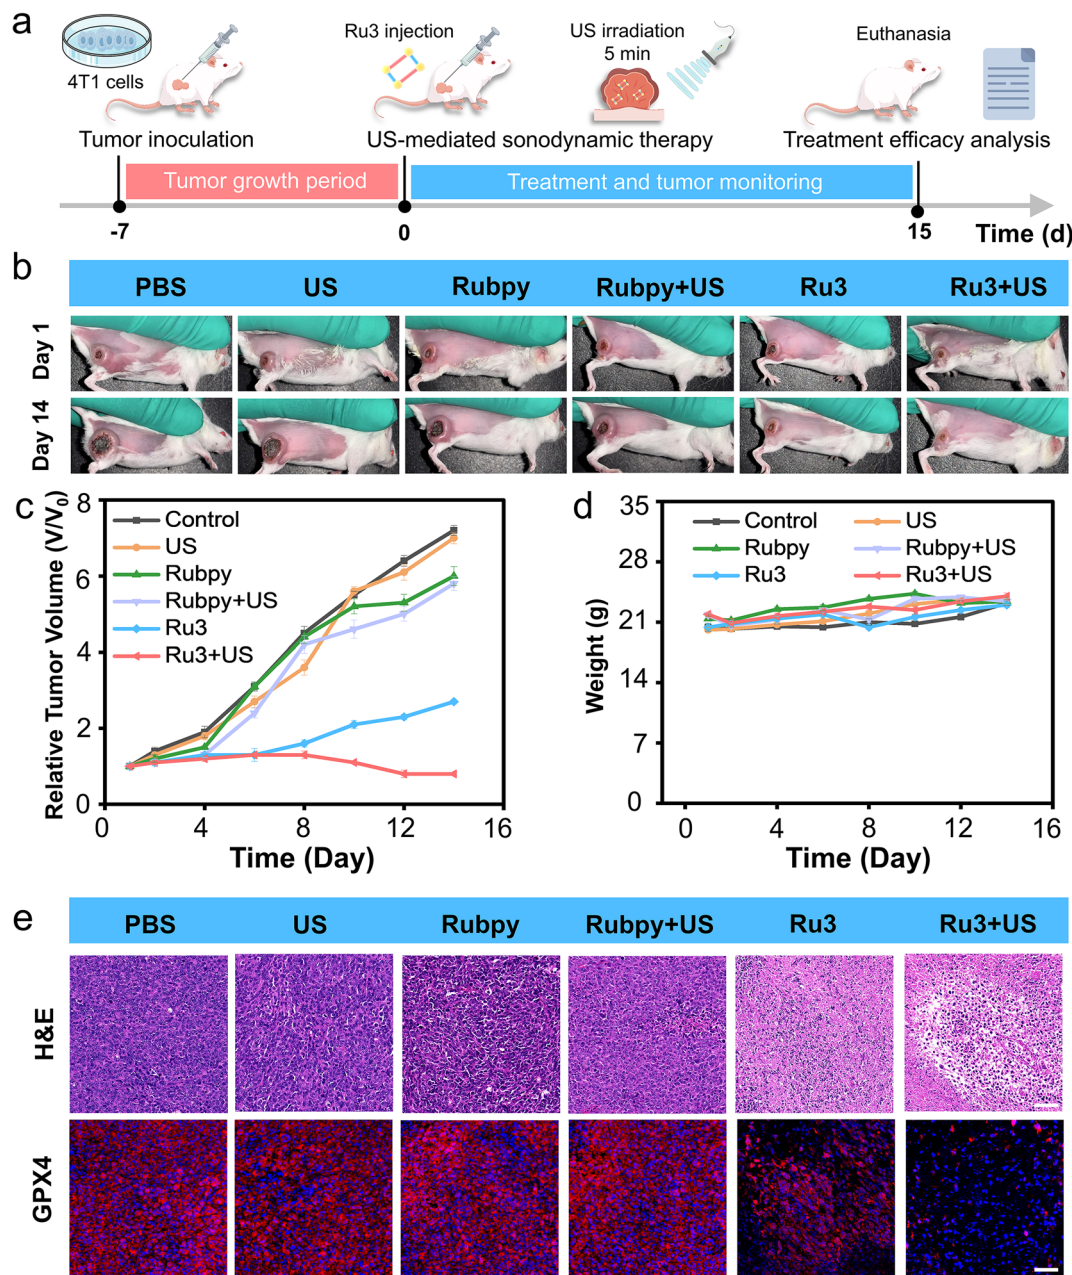 a
4T1 cells
Ru3 injection
US irradiation
5 min
Euthanasia
Tumor inoculation
US-mediated sonodynamic therapy
Treatment efficacy analysis
Tumor growth period
Treatment and tumor monitoring
-7
0
15
Time (d)
b
PBS
US
Rubpy
Rubpy+US
Ru3
Ru3+US
Day 1
Day 14
c
Relative Tumor Volume (V/V₀)
8
6
4
2
0
Control
US
Rubpy
Rubpy+US
Ru3
Ru3+US
0
4
8
12
16
Time (Day)
d
Weight (g)
35
28
21
14
7
0
Control
US
Rubpy
Rubpy+US
Ru3
Ru3+US
0
4
8
12
16
Time (Day)
e
PBS
US
Rubpy
Rubpy+US
Ru3
Ru3+US
H&E
GPX4